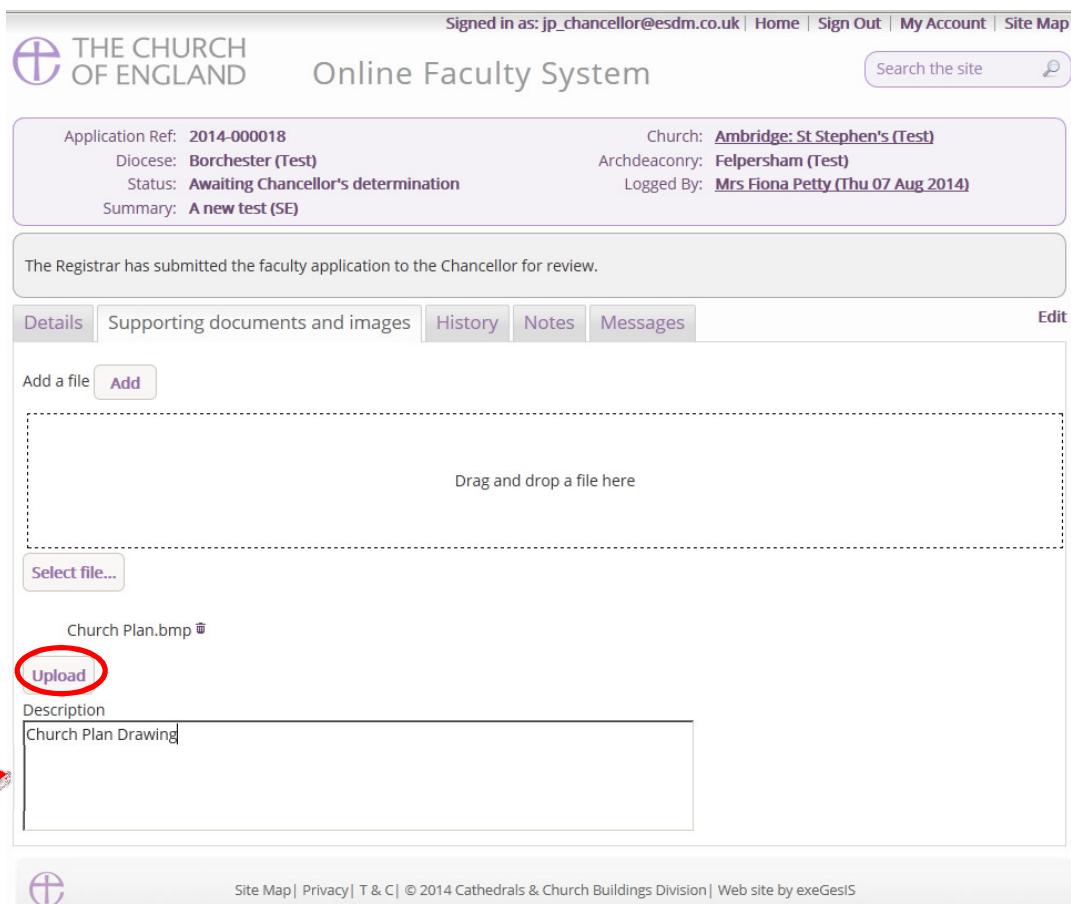 Signed in as: jp_chancellor@esdm.co.uk | Home | Sign Out | My Account | Site Map
THE CHURCH
OF ENGLAND
Online Faculty System
Search the site
Application Ref: 2014-000018
Church: Ambridge: St Stephen's (Test)
Diocese: Borchester (Test)
Archdeaconry: Felpersham (Test)
Status: Awaiting Chancellor's determination
Logged By: Mrs Fiona Petty (Thu 07 Aug 2014)
Summary: A new test (SE)
The Registrar has submitted the faculty application to the Chancellor for review.
Details Supporting documents and images History Notes Messages Edit
Add a file Add
Drag and drop a file here
Select file...
Church Plan.bmp
Upload
Description
Church Plan Drawing
Site Map| Privacy| T & C| © 2014 Cathedrals & Church Buildings Division| Web site by exeGesIS